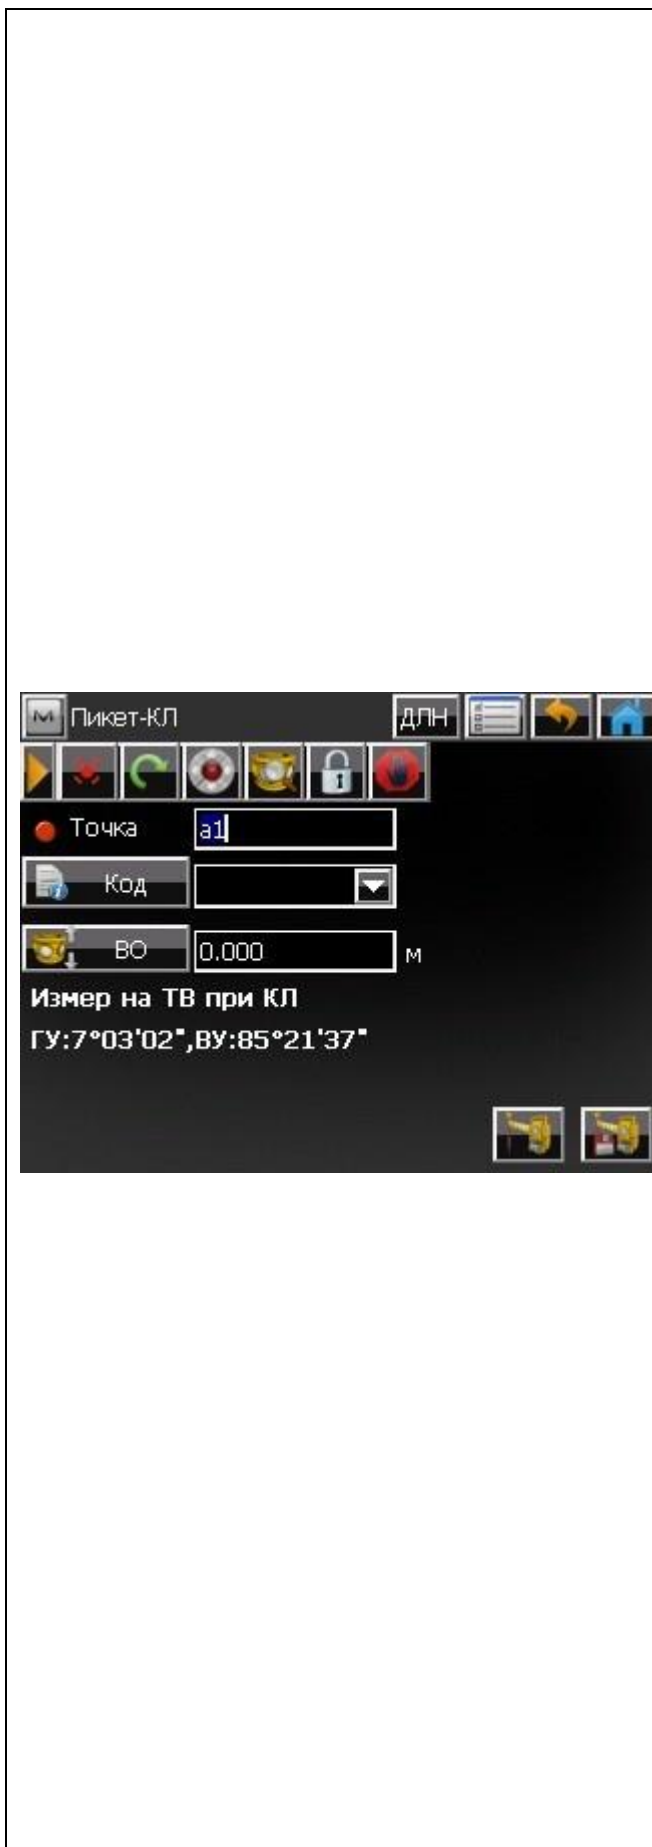 Пикет-КЛ ДЛН
Точка a1
Код
ВО 0.000 м
Измер на ТВ при КЛ
ГУ:7°03'02",ВУ:85°21'37"